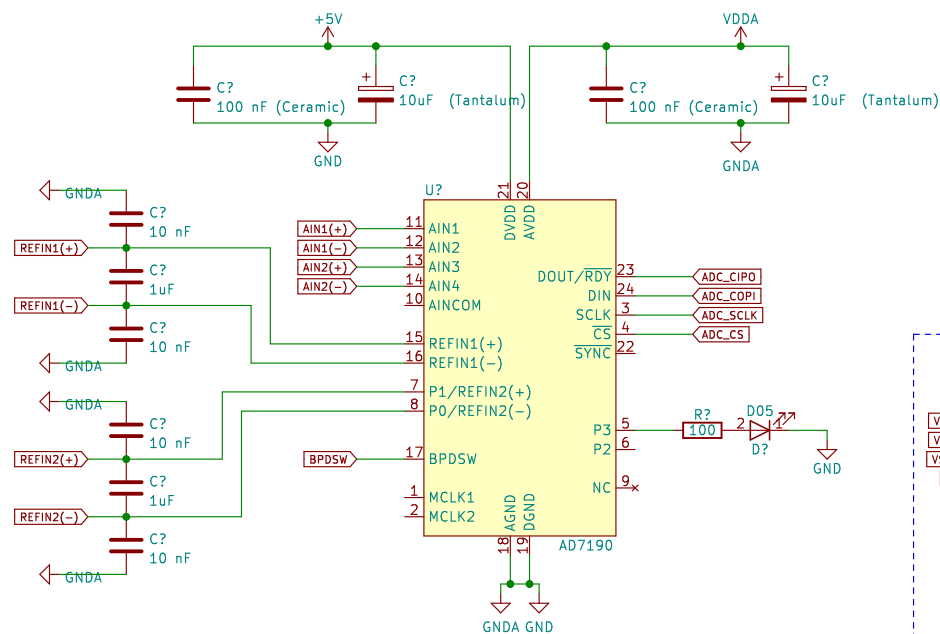 +5V
VDDA
C?
100 nF (Ceramic)
C?
10uF (Tantalum)
C?
100 nF (Ceramic)
C?
10uF (Tantalum)
GND
GNDA
GNDA
C?
10 nF
REFIN1(+)
C?
1uF
REFIN1(-)
C?
10 nF
GNDA
GNDA
C?
10 nF
REFIN2(+)
C?
1uF
REFIN2(-)
C?
10 nF
GNDA
U?
21
20
DVDD
AVDD
AIN1(+)
11
AIN1
AIN1(-)
12
AIN2
AIN2(+)
13
AIN3
AIN2(-)
14
AIN4
10
AINCOM
15
REFIN1(+)
16
REFIN1(-)
7
P1/REFIN2(+)
8
P0/REFIN2(-)
BPDSW
17
BPDSW
1
MCLK1
2
MCLK2
DOUT/RDY
23
ADC_CIPO
DIN
24
ADC_COPI
SCLK
3
ADC_SCLK
CS
4
ADC_CS
SYNC
22
P3
5
R?
100
2
DO5
1
D?
GND
P2
6
NC
9
AGND
DGND
18
19
AD7190
GNDA
GND